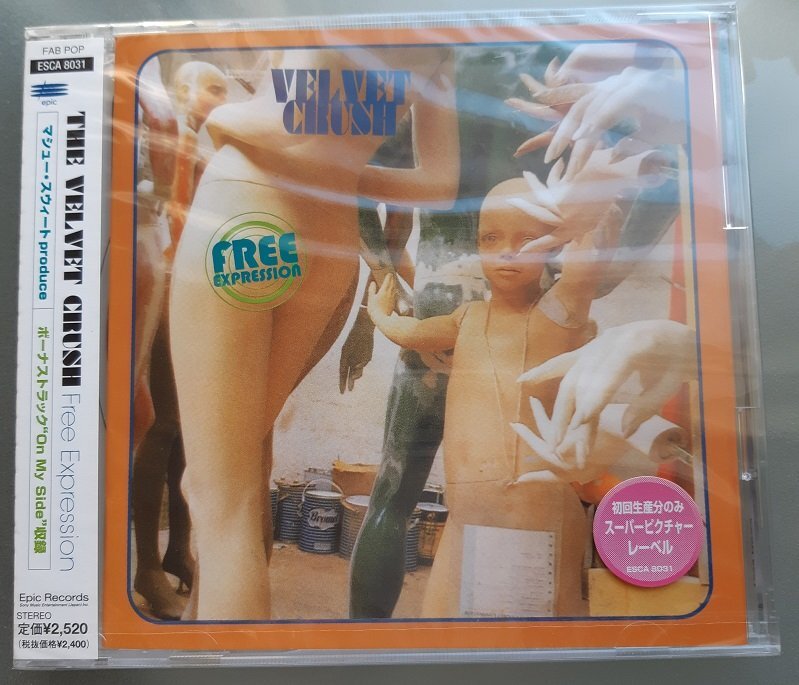 FAB POP
ESCA 8031
epic
THE VELVET CRUSH Free Expression
マシュー・スウィート produce
ボーナストラック"On My Side"収録
Epic Records
Sony Music Entertainment (Japan) Inc.
STEREO
定価¥2,520
(税抜価格¥2,400)
VELVET
CRUSH
FREE
EXPRESSION
初回生産分のみ
スーパーピクチャー
レーベル
ESCA 8031